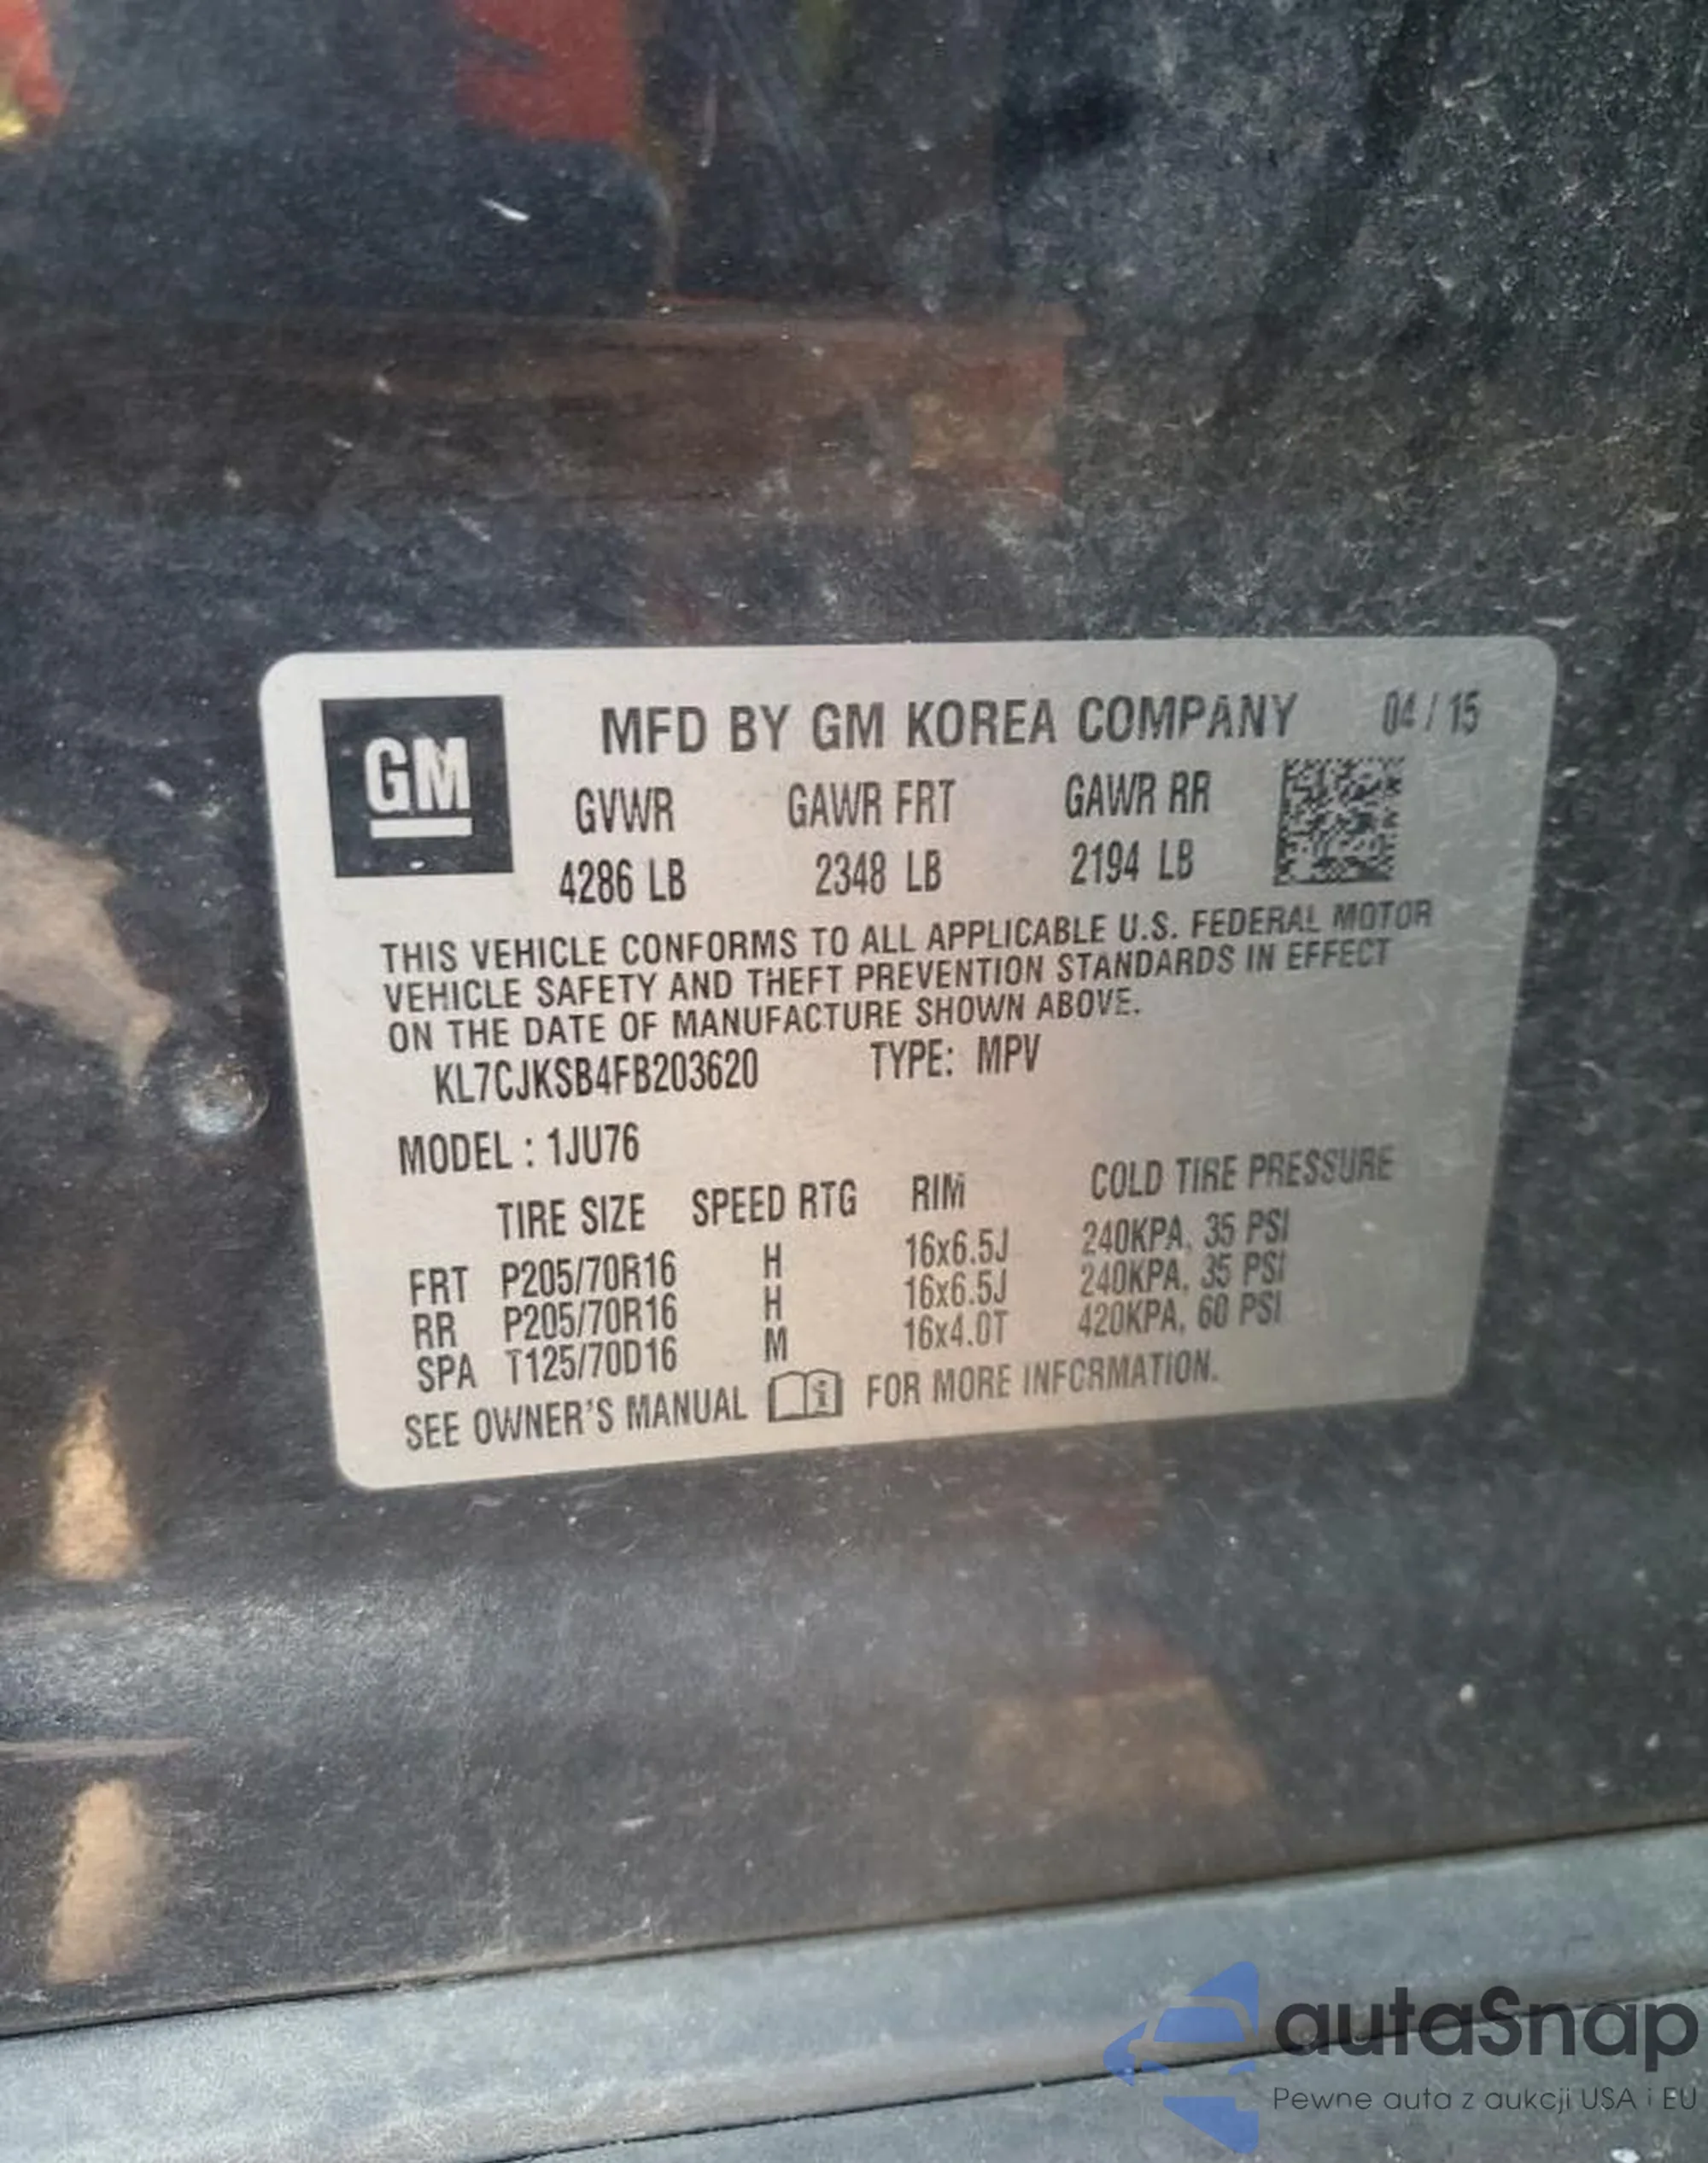 GM
MFD BY GM KOREA COMPANY 04 / 15
GVWR GAWR FRT GAWR RR
4286 LB 2348 LB 2194 LB
THIS VEHICLE CONFORMS TO ALL APPLICABLE U.S. FEDERAL MOTOR
VEHICLE SAFETY AND THEFT PREVENTION STANDARDS IN EFFECT
ON THE DATE OF MANUFACTURE SHOWN ABOVE.
KL7CJKSB4FB203620 TYPE: MPV
MODEL : 1JU76
TIRE SIZE SPEED RTG RIM COLD TIRE PRESSURE
FRT P205/70R16 H 16x6.5J 240KPA, 35 PSI
RR P205/70R16 H 16x6.5J 240KPA, 35 PSI
SPA T125/70D16 M 16x4.0T 420KPA, 60 PSI
SEE OWNER'S MANUAL FOR MORE INFORMATION.
autaSnap
Pewne auta z aukcji USA i EU